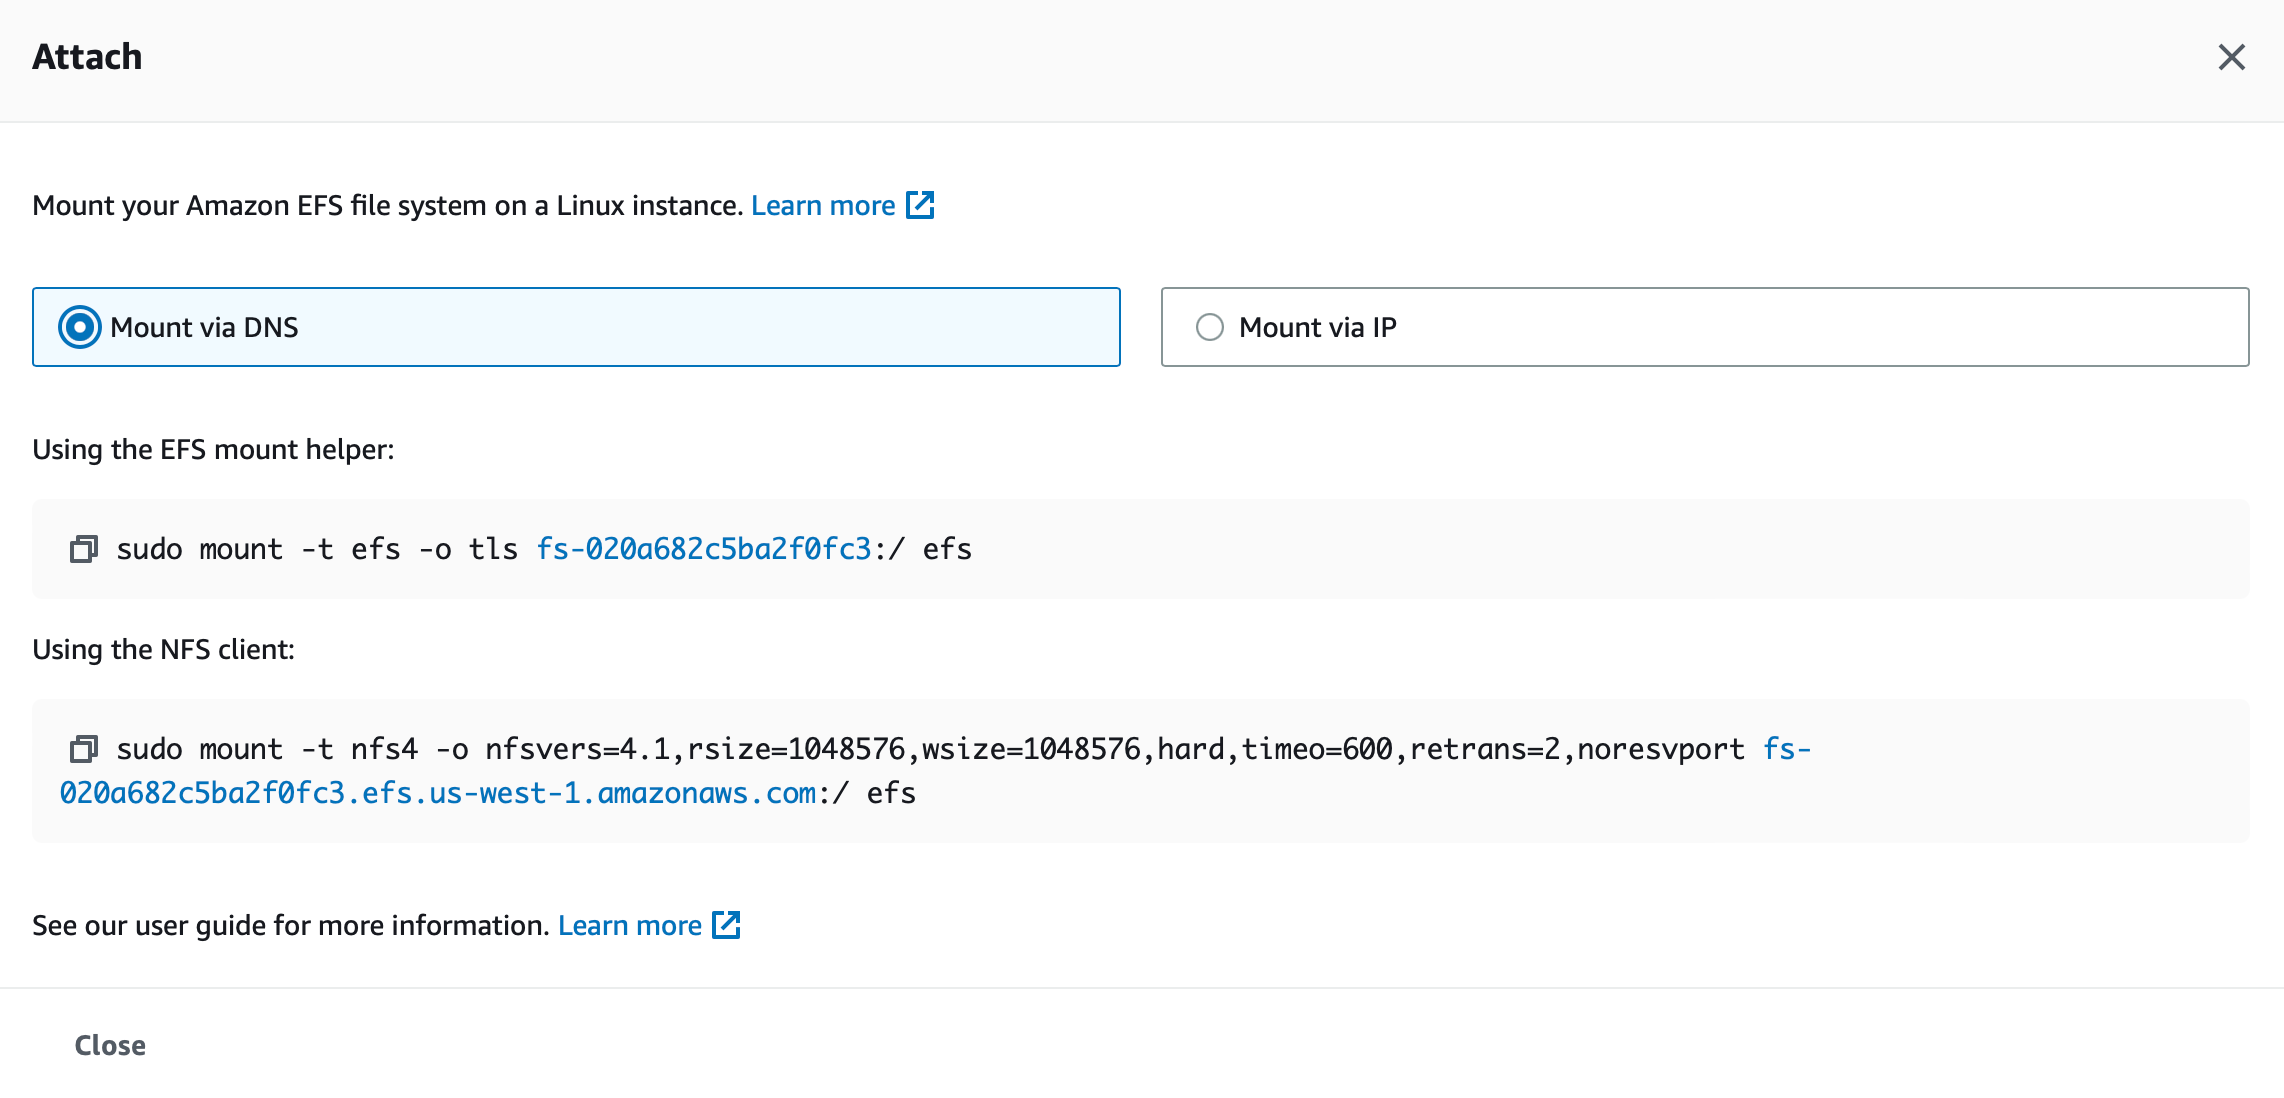 Attach
Mount your Amazon EFS file system on a Linux instance. Learn more
Mount via DNS
Mount via IP
Using the EFS mount helper:
sudo mount -t efs -o tls fs-020a682c5ba2f0fc3:/ efs
Using the NFS client:
sudo mount -t nfs4 -o nfsvers=4.1,rsize=1048576,wsize=1048576,hard,timeo=600,retrans=2,noresvport fs-
020a682c5ba2f0fc3.efs.us-west-1.amazonaws.com:/ efs
See our user guide for more information. Learn more
Close